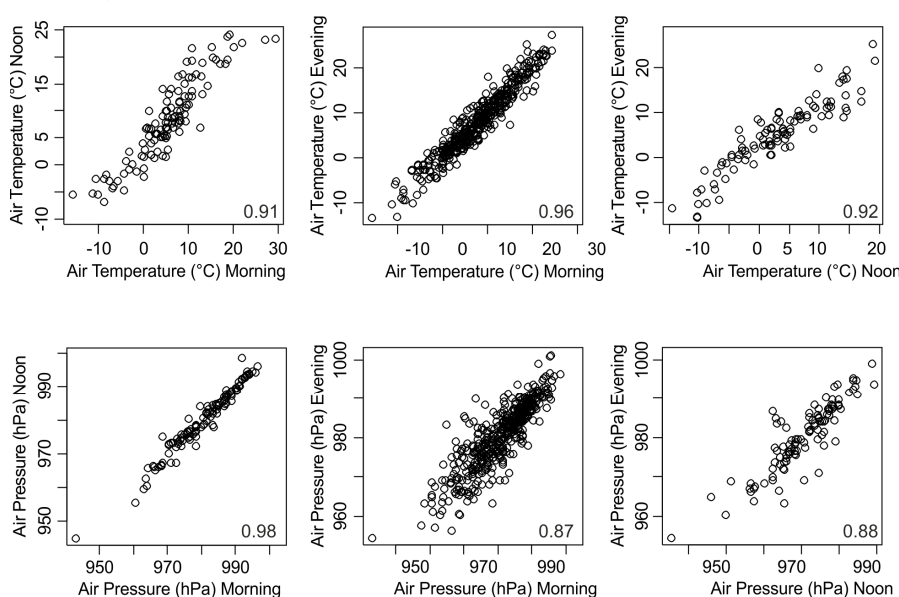 Air Temperature (°C) Noon
25
15
5
0
-10
0.91
-10 0 10 20 30
Air Temperature (°C) Morning
Air Temperature (°C) Evening
20
10
0
-10
0.96
-10 0 10 20 30
Air Temperature (°C) Morning
Air Temperature (°C) Evening
20
10
0
-10
0.92
-10 0 5 10 20
Air Temperature (°C) Noon
Air Pressure (hPa) Noon
990
970
950
0.98
950 970 990
Air Pressure (hPa) Morning
Air Pressure (hPa) Evening
1000
980
960
0.87
950 970 990
Air Pressure (hPa) Morning
Air Pressure (hPa) Evening
1000
980
960
0.88
950 970 990
Air Pressure (hPa) Noon